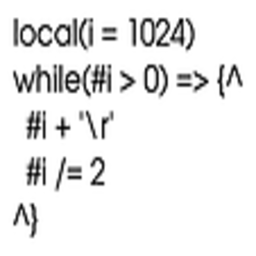 local(i = 1024)
while(#i > 0) => {^
  #i + '\r'
  #i /= 2
^}